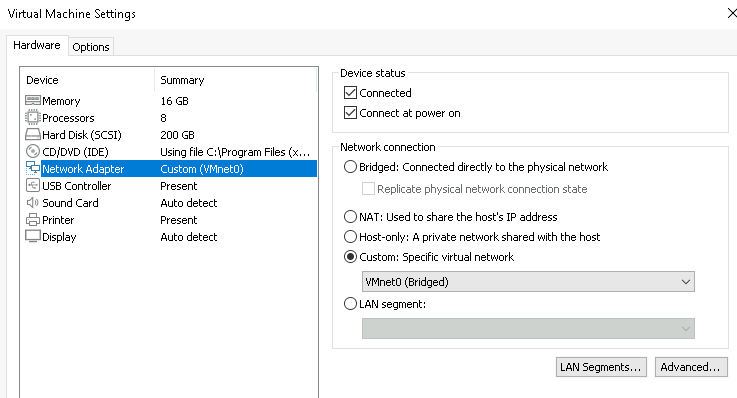 Virtual Machine Settings
Hardware Options
Device Summary
Memory 16 GB
Processors 8
Hard Disk (SCSI) 200 GB
CD/DVD (IDE) Using file C:\Program Files (x...
Network Adapter Custom (VMnet0)
USB Controller Present
Sound Card Auto detect
Printer Present
Display Auto detect
Device status
Connected
Connect at power on
Network connection
Bridged: Connected directly to the physical network
Replicate physical network connection state
NAT: Used to share the host's IP address
Host-only: A private network shared with the host
Custom: Specific virtual network
VMnet0 (Bridged)
LAN segment:
LAN Segments... Advanced...